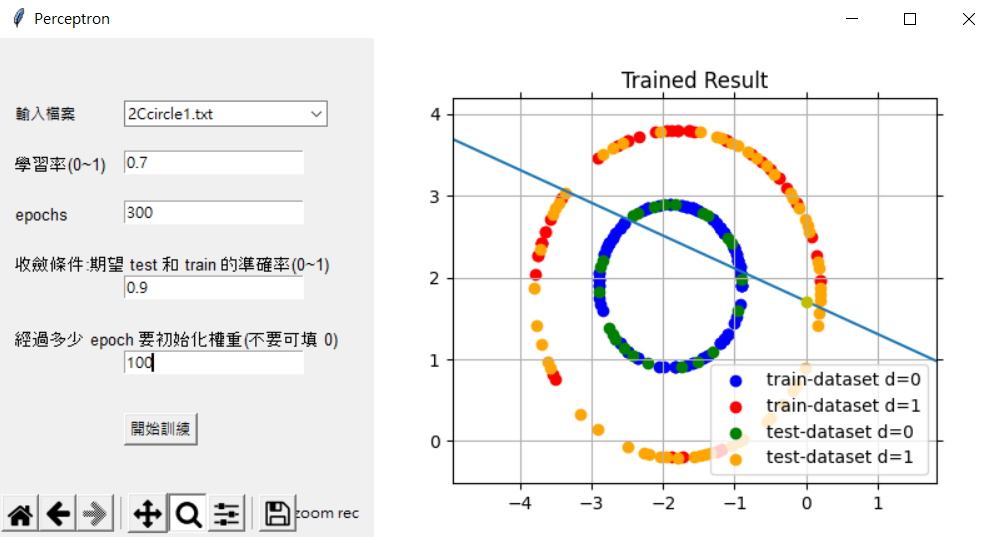 Perceptron
輸入檔案
2Ccircle1.txt
學習率(0~1)
0.7
epochs
300
收斂條件:期望 test 和 train 的準確率(0~1)
0.9
經過多少 epoch 要初始化權重(不要可填 0)
100
開始訓練
zoom rec
Trained Result
4
3
2
1
0
−4
−3
−2
−1
0
1
train-dataset d=0
train-dataset d=1
test-dataset d=0
test-dataset d=1